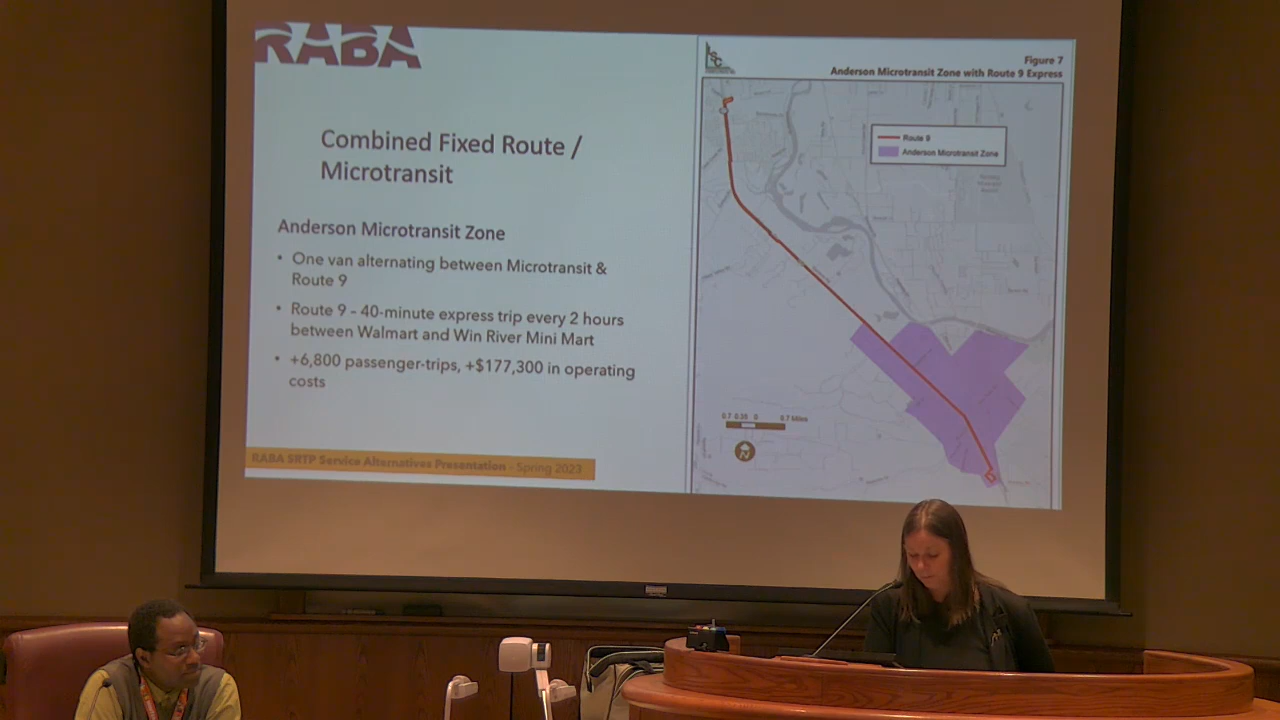 RABA
Combined Fixed Route /
Microtransit
Anderson Microtransit Zone
• One van alternating between Microtransit &
Route 9
• Route 9 – 40-minute express trip every 2 hours
between Walmart and Win River Mini Mart
• +6,800 passenger-trips, +$177,300 in operating
costs
RABA SRTP Service Alternatives Presentation - Spring 2023
LSC
Figure 7
Anderson Microtransit Zone with Route 9 Express
Route 9
Anderson Microtransit Zone
0.7 0.35 0 0.7 Miles
N